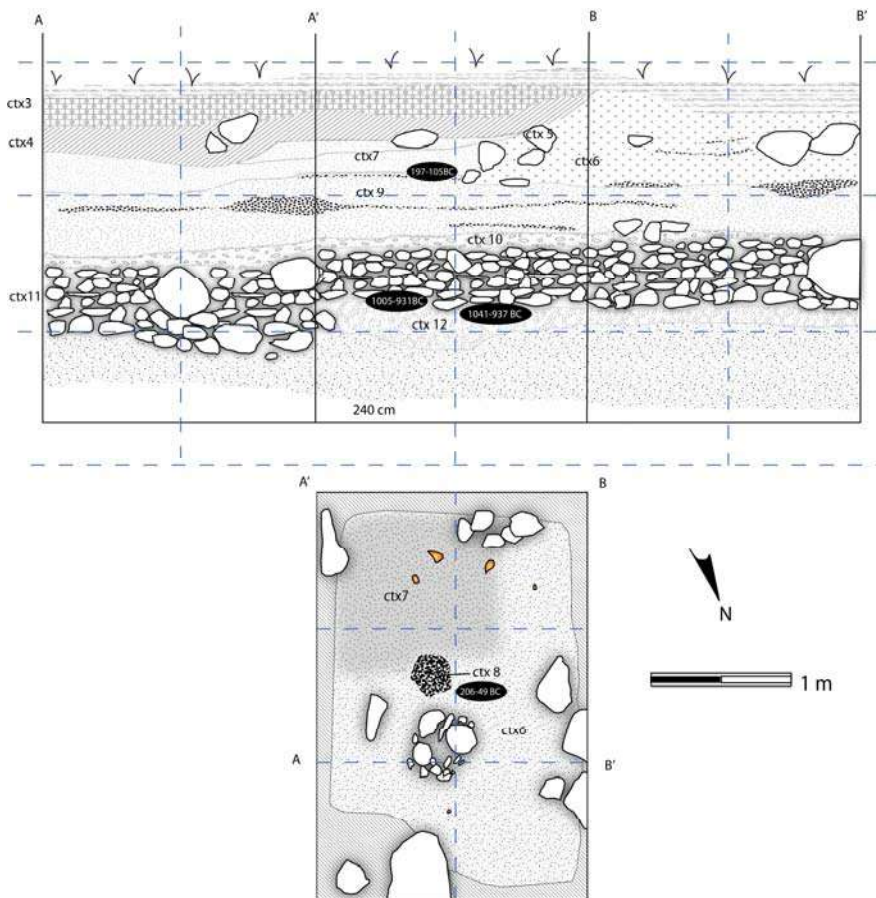 A A' B B'
ctx3
ctx4
ctx 5
ctx7
ctx6
197-105BC
ctx 9
ctx 10
ctx11
1005-931BC
1041-937 BC
ctx 12
240 cm
A' B
ctx7
ctx 8
206-49 BC
ctx6
A B'
N
1 m